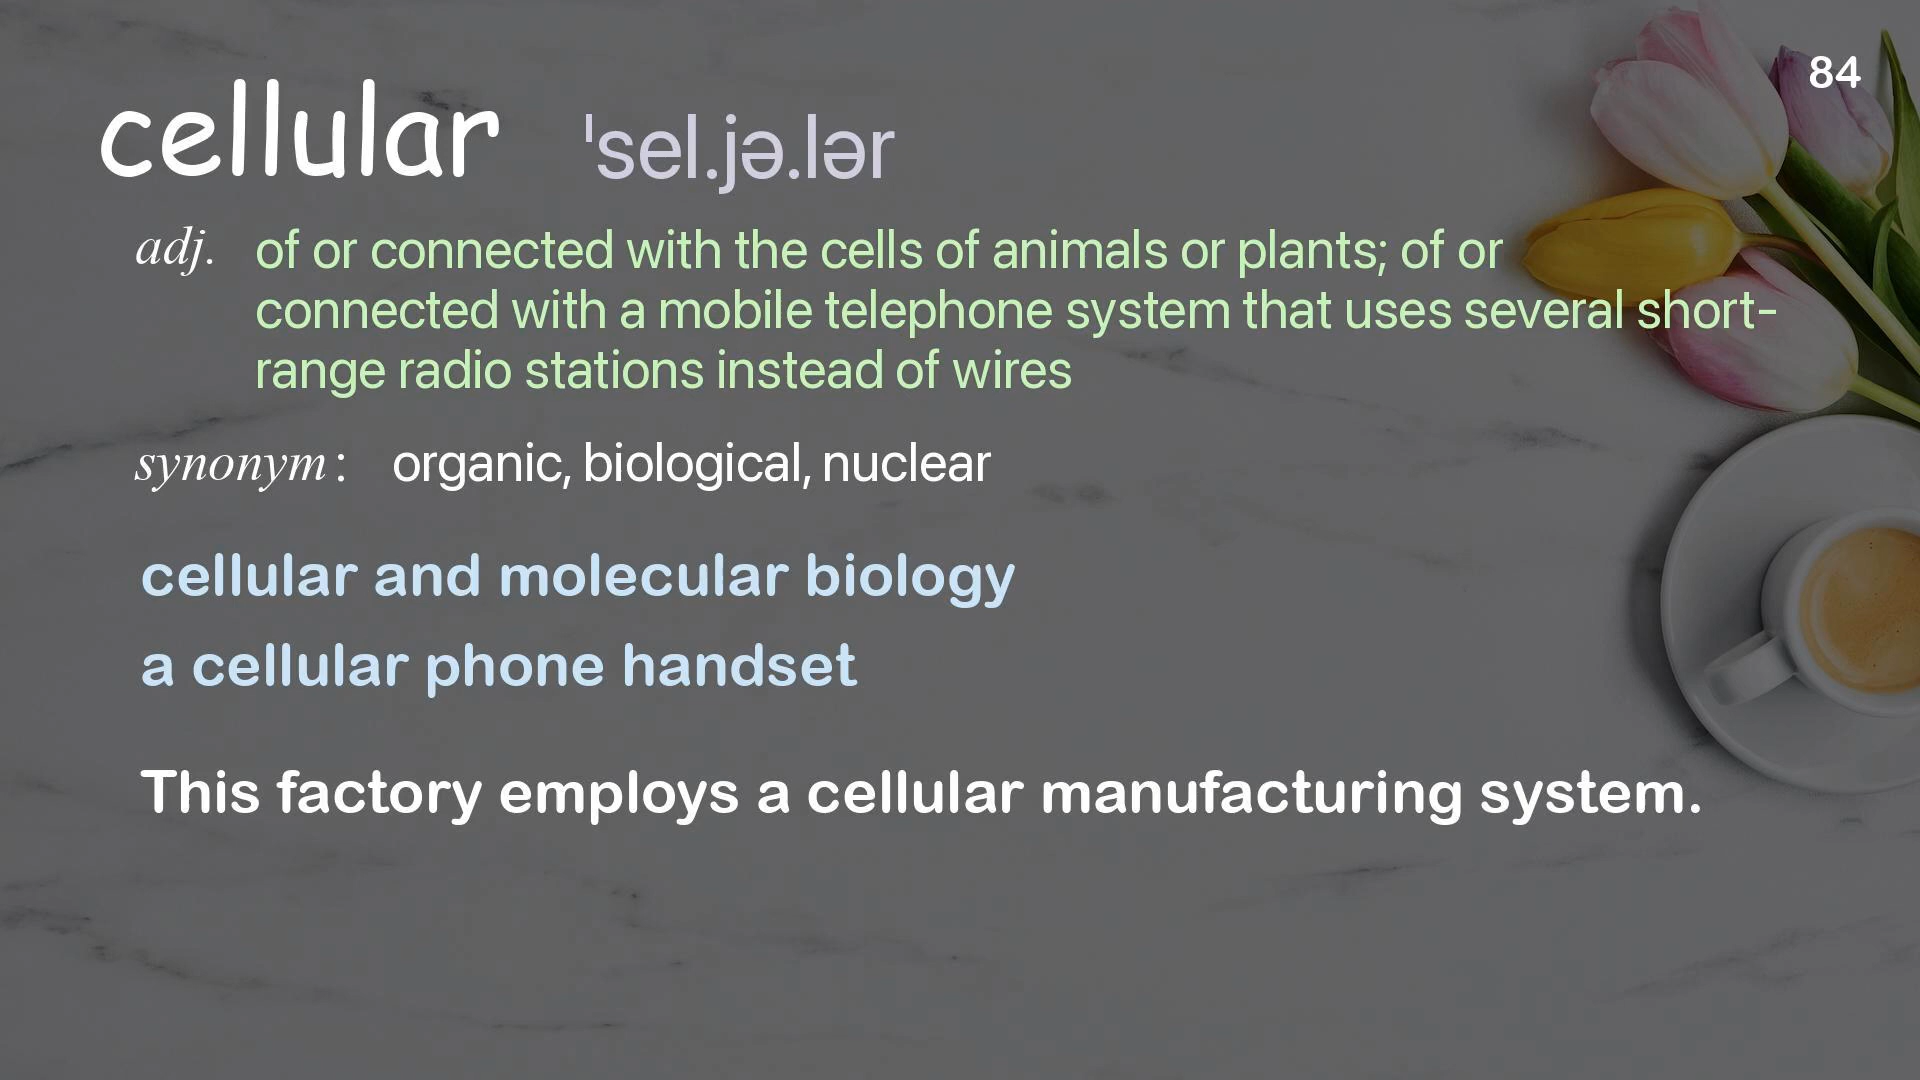 84
cellular ˈsel.jə.lər
adj. of or connected with the cells of animals or plants; of or
connected with a mobile telephone system that uses several short-
range radio stations instead of wires
synonym : organic, biological, nuclear
cellular and molecular biology
a cellular phone handset
This factory employs a cellular manufacturing system.